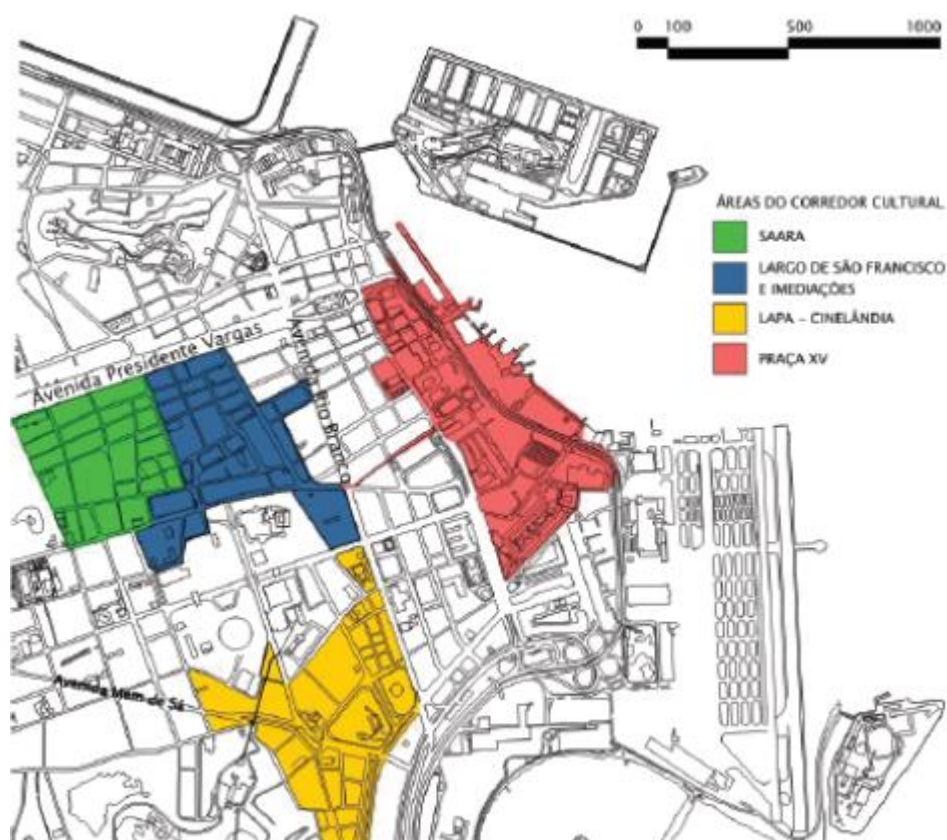 0 100 500 1000
ÁREAS DO CORREDOR CULTURAL
SAARA
LARGO DE SÃO FRANCISCO
E IMEDIAÇÕES
LAPA – CINELÂNDIA
PRAÇA XV
Avenida Presidente Vargas
Avenida Rio Branco
Avenida Mem de Sá